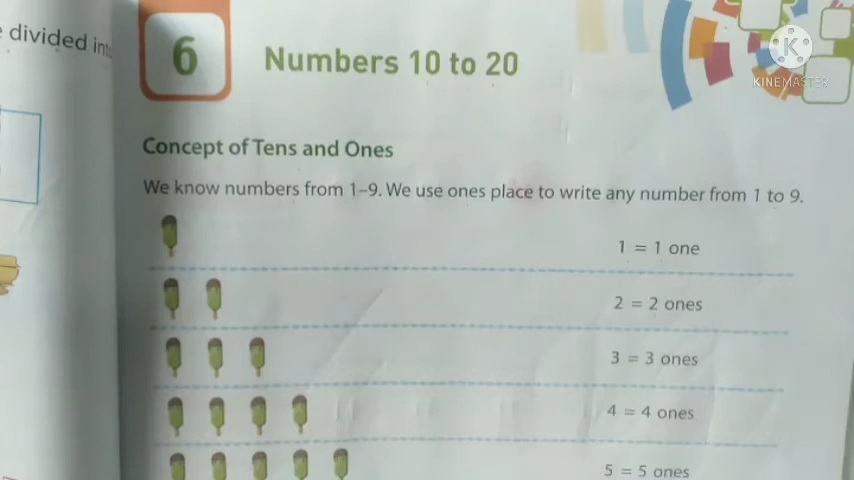 divided
6
Numbers 10 to 20
KINEMASTER
Concept of Tens and Ones
We know numbers from 1–9. We use ones place to write any number from 1 to 9.
1 = 1 one
2 = 2 ones
3 = 3 ones
4 = 4 ones
5 = 5 ones